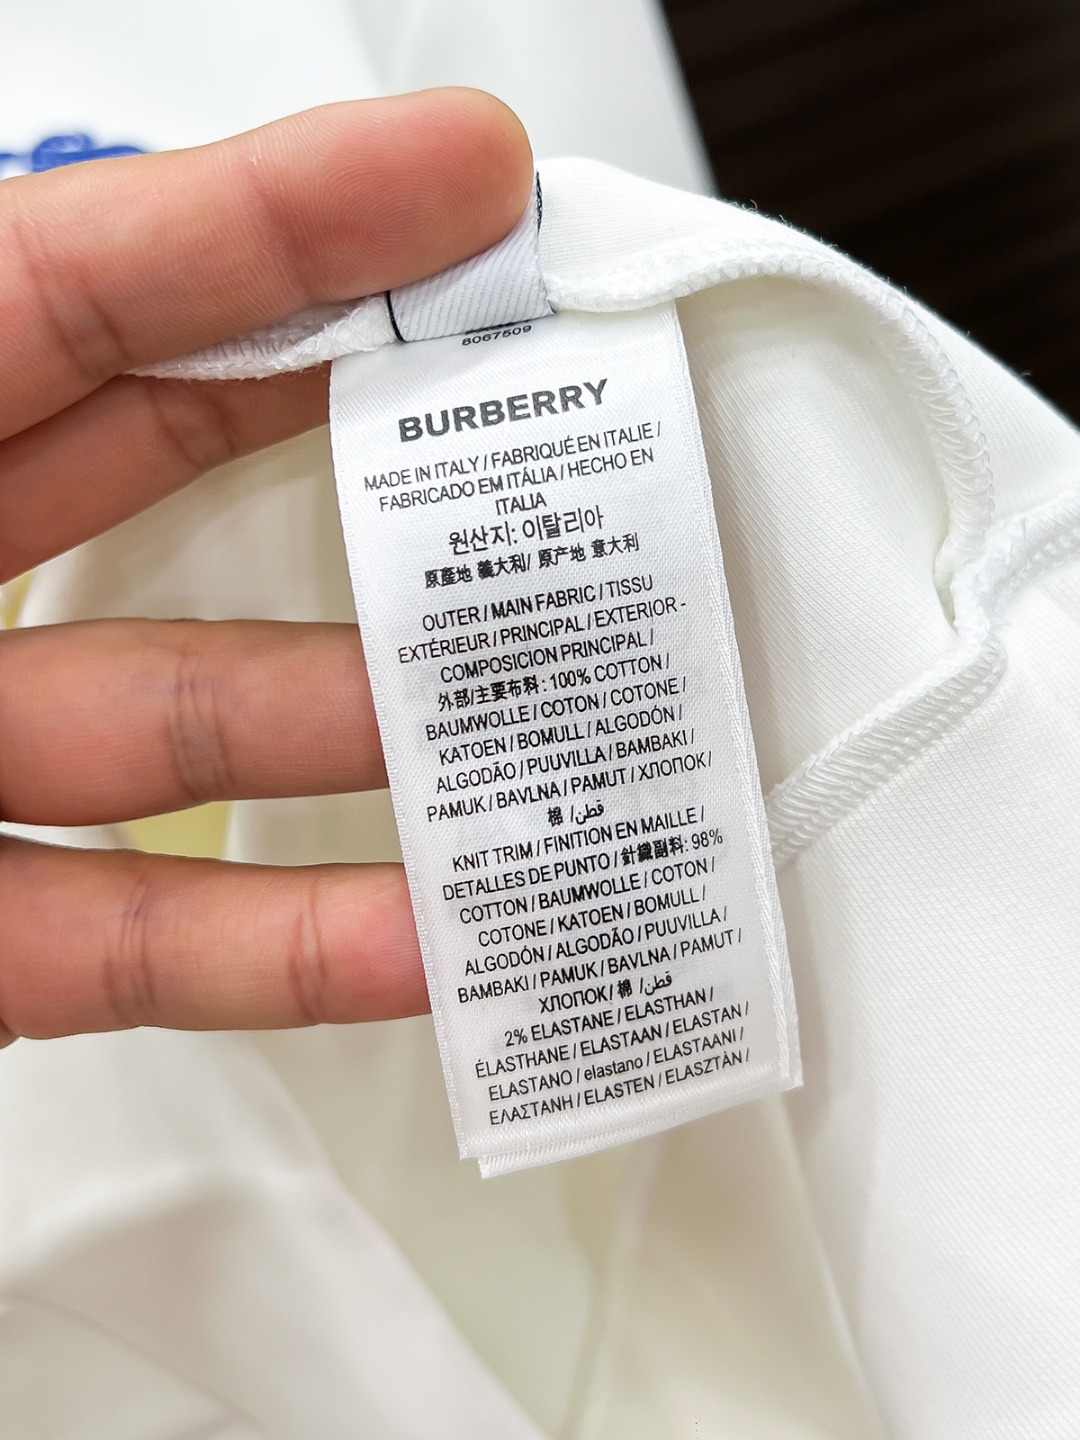 8067509
BURBERRY
MADE IN ITALY / FABRIQUÉ EN ITALIE /
FABRICADO EM ITÁLIA / HECHO EN
ITALIA
원산지: 이탈리아
原產地 義大利/ 原产地 意大利
OUTER / MAIN FABRIC / TISSU
EXTÉRIEUR / PRINCIPAL / EXTERIOR -
COMPOSICION PRINCIPAL /
外部/主要布料: 100% COTTON /
BAUMWOLLE / COTON / COTONE /
KATOEN / BOMULL / ALGODÓN /
ALGODÃO / PUUVILLA / BAMBAKI /
PAMUK / BAVLNA / PAMUT / ХЛОПОК /
棉 /قطن/
KNIT TRIM / FINITION EN MAILLE /
DETALLES DE PUNTO / 針織副料: 98%
COTTON / BAUMWOLLE / COTON /
COTONE / KATOEN / BOMULL /
ALGODÓN / ALGODÃO / PUUVILLA /
BAMBAKI / PAMUK / BAVLNA / PAMUT /
ХЛОПОК/ 棉 /قطن/
2% ELASTANE / ELASTHAN /
ÉLASTHANE / ELASTAAN / ELASTAN /
ELASTANO / elastano / ELASTAANI /
ΕΛΑΣΤΑΝΗ / ELASTEN / ELASZTÀN /